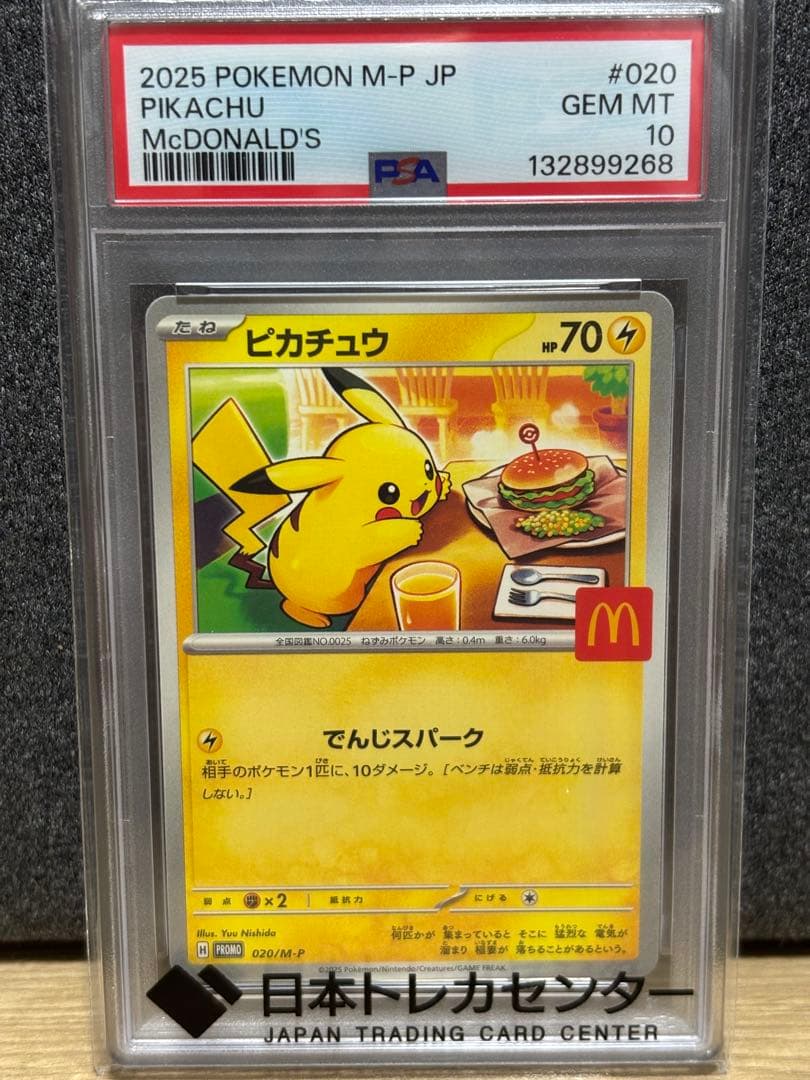 2025 POKEMON M-P JP #020
PIKACHU GEM MT
McDONALD'S 10
PSA 132899268
たね ピカチュウ HP70
全国図鑑NO.0025 ねずみポケモン 高さ:0.4m 重さ:6.0kg
でんじスパーク
相手のポケモン1匹に、10ダメージ。[ベンチは弱点・抵抗力を計算
しない。]
弱点 ×2 抵抗力 にげる
Illus. Yuu Nishida
何匹かが 集まっていると そこに 猛烈な 電気が
溜まり 稲妻が 落ちることがあるという。
H PROMO 020/M-P
©2025 Pokémon/Nintendo/Creatures/GAME FREAK.
日本トレカセンター
JAPAN TRADING CARD CENTER